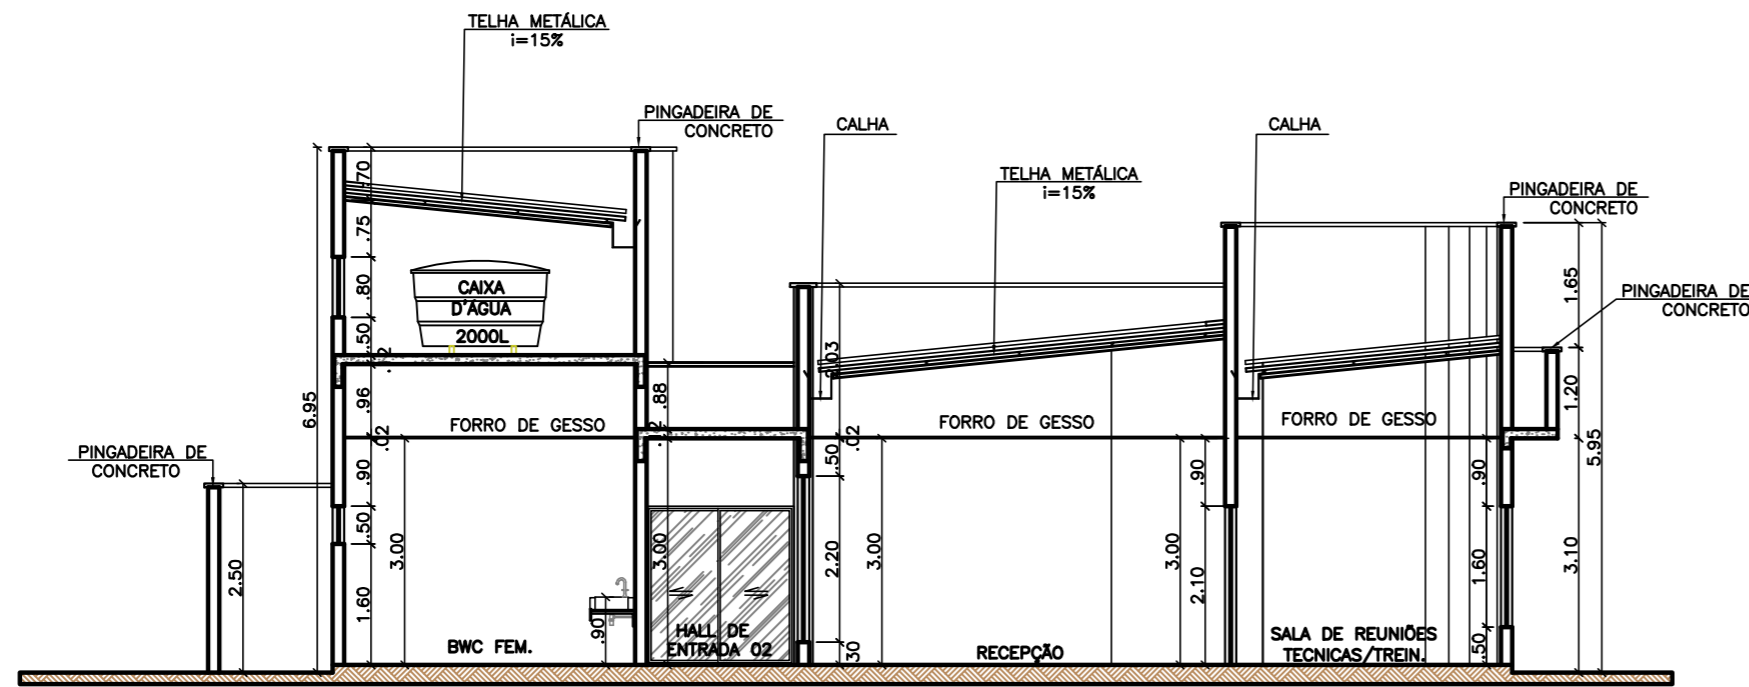 TELHA METÁLICA
i=15%
PINGADEIRA DE
CONCRETO
CALHA
CALHA
TELHA METÁLICA
i=15%
PINGADEIRA DE
CONCRETO
PINGADEIRA DE
CONCRETO
PINGADEIRA DE
CONCRETO
CAIXA
D'ÁGUA
2000L
FORRO DE GESSO
FORRO DE GESSO
FORRO DE GESSO
BWC FEM.
HALL DE
ENTRADA 02
RECEPÇÃO
SALA DE REUNIÕES
TECNICAS/TREIN.
2.50
6.95
.70
.75
.80
.50
.96
.02
.90
.50
1.60
3.00
.90
.88
3.00
.02
.50
2.20
.30
3.00
3.00
.90
2.10
.90
1.60
.50
1.65
1.20
3.10
5.95